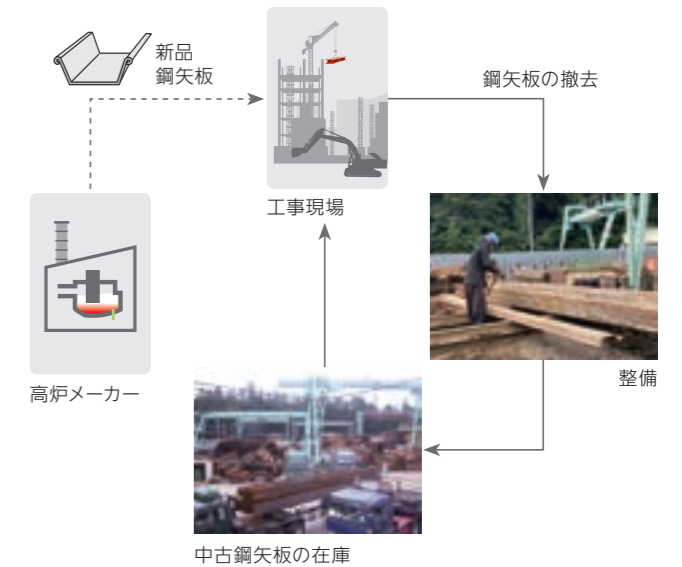 新品
鋼矢板
鋼矢板の撤去
工事現場
整備
高炉メーカー
中古鋼矢板の在庫